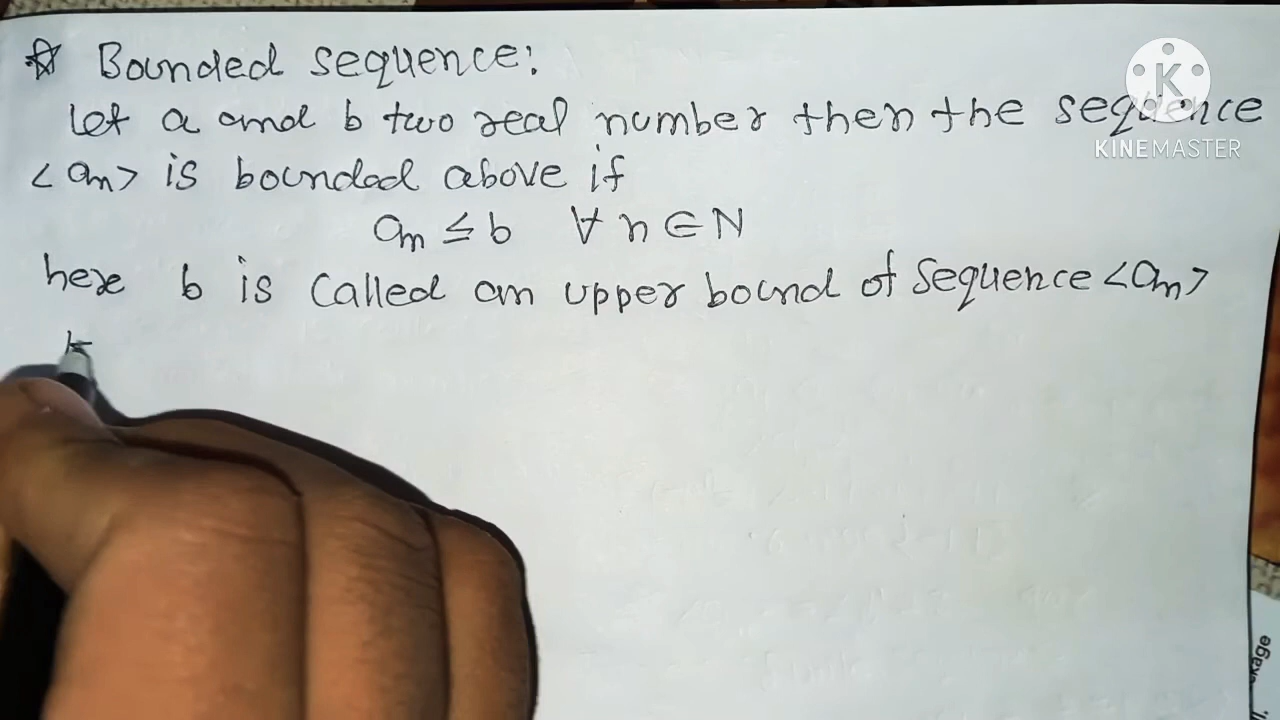 ☆ Bounded sequence:
Let a and b two real number then the sequence
<an> is bounded above if
an ≤ b ∀ n ∈ N
here b is called an upper bound of sequence <an>
K
KINEMASTER
kage